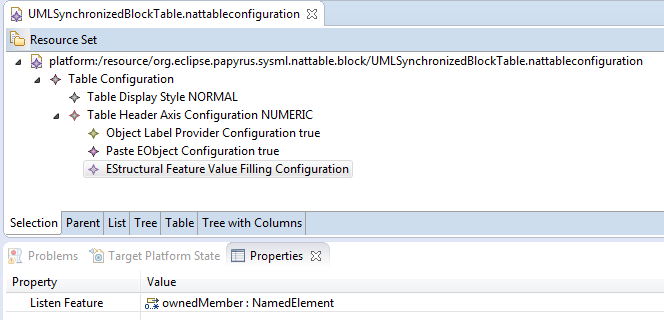 UMLSynchronizedBlockTable.nattableconfiguration
Resource Set
platform:/resource/org.eclipse.papyrus.sysml.nattable.block/UMLSynchronizedBlockTable.nattableconfiguration
Table Configuration
Table Display Style NORMAL
Table Header Axis Configuration NUMERIC
Object Label Provider Configuration true
Paste EObject Configuration true
EStructural Feature Value Filling Configuration
Selection Parent List Tree Table Tree with Columns
Problems Target Platform State Properties
Property Value
Listen Feature 0..* ownedMember : NamedElement